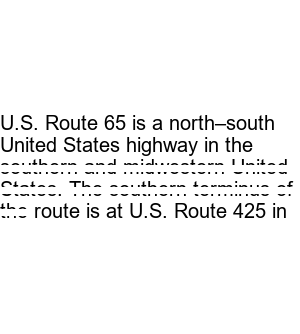 U.S. Route 65 is a north–south
United States highway in the
southern and midwestern United
States. The southern terminus of
the route is at U.S. Route 425 in